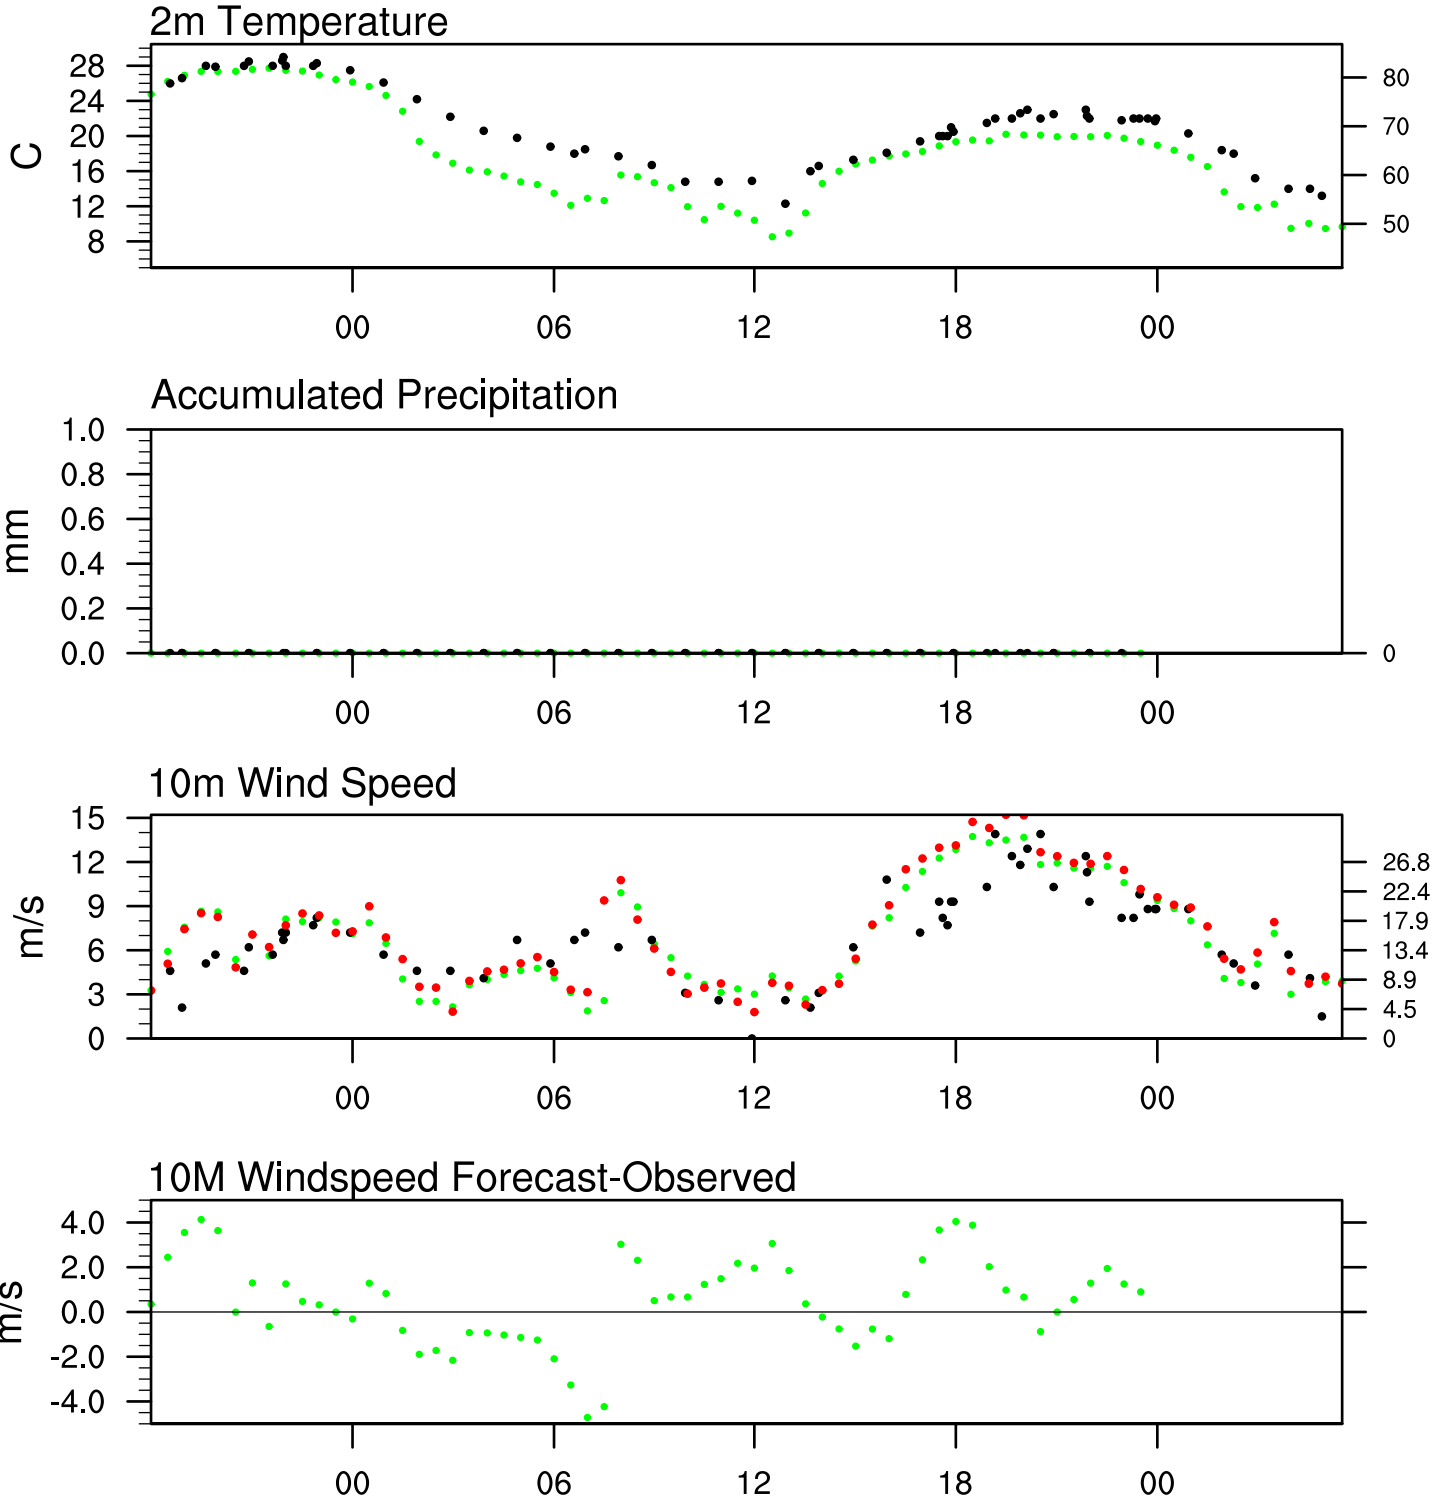 2m Temperature
28
24
20
16
12
8
C
80
70
60
50
00 06 12 18 00
Accumulated Precipitation
1.0
0.8
0.6
0.4
0.2
0.0
mm
0
00 06 12 18 00
10m Wind Speed
15
12
9
6
3
0
m/s
26.8
22.4
17.9
13.4
8.9
4.5
0
00 06 12 18 00
10M Windspeed Forecast-Observed
4.0
2.0
0.0
-2.0
-4.0
m/s
00 06 12 18 00